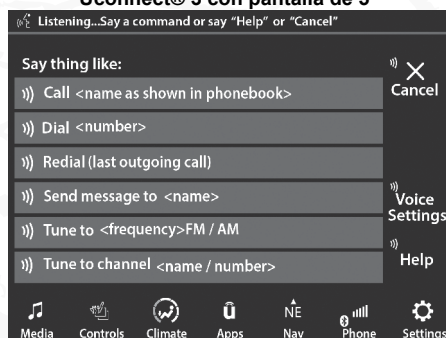 Uconnect® 5 con pantalla de 5"
Listening...Say a command or say “Help” or “Cancel”
Say thing like:
Call <name as shown in phonebook>
Cancel
Dial <number>
Redial (last outgoing call)
Send message to <name>
Voice
Settings
Tune to <frequency>FM / AM
Help
Tune to channel <name / number>
NE
Media Controls Climate Apps Nav Phone Settings